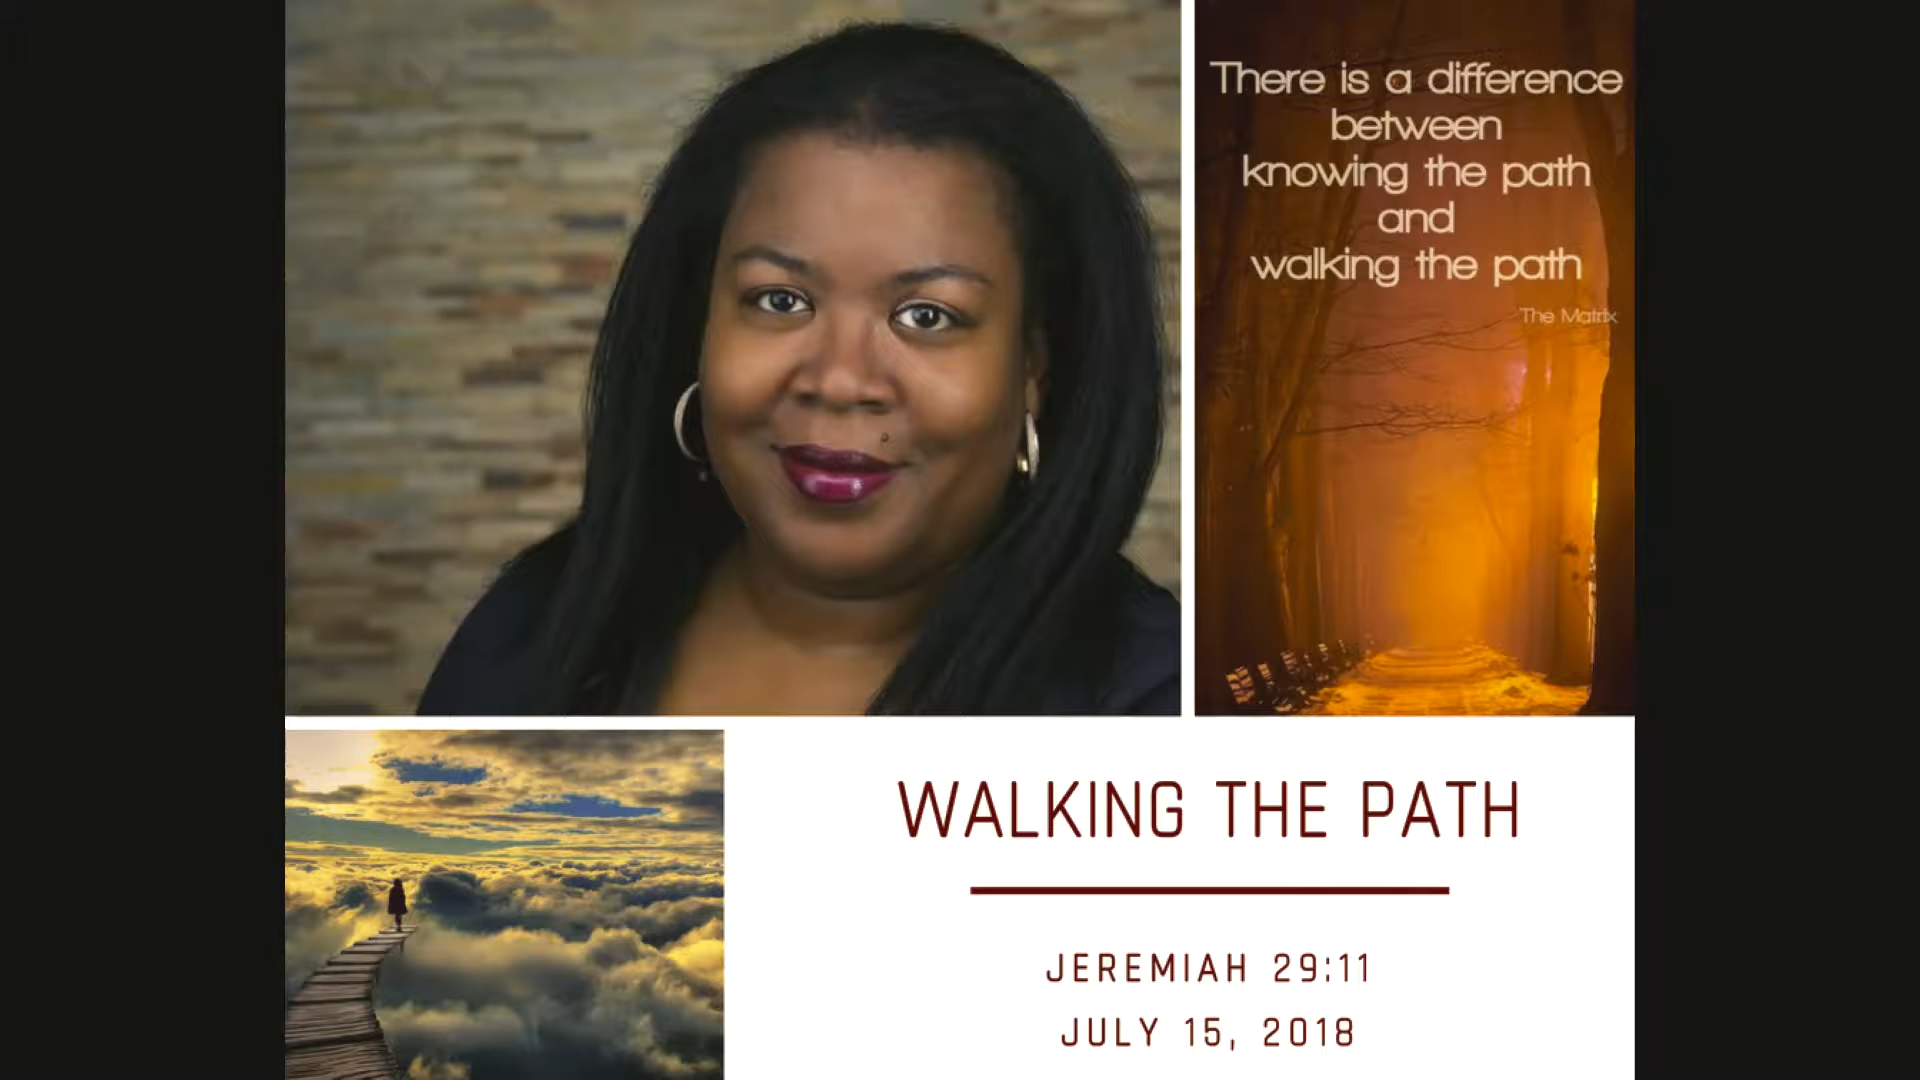 There is a difference
between
knowing the path
and
walking the path
The Matrix
WALKING THE PATH
JEREMIAH 29:11
JULY 15, 2018